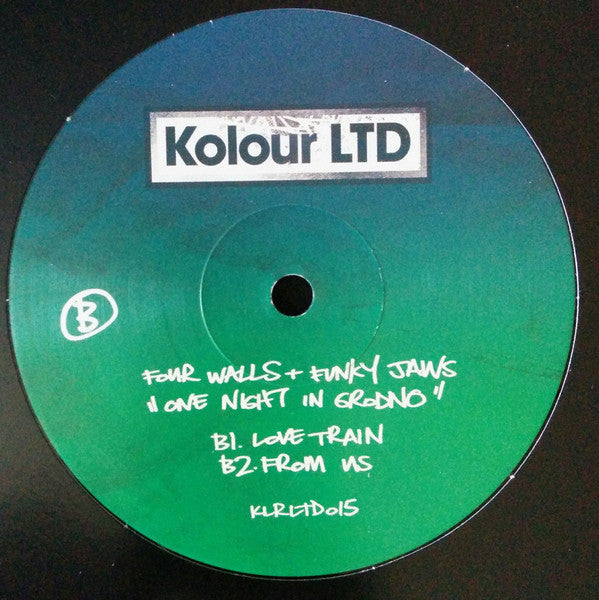 Kolour LTD
B
FOUR WALLS + FUNKY JAWS
"ONE NIGHT IN GRODNO"
B1. LOVE TRAIN
B2. FROM US
KLRLTD015